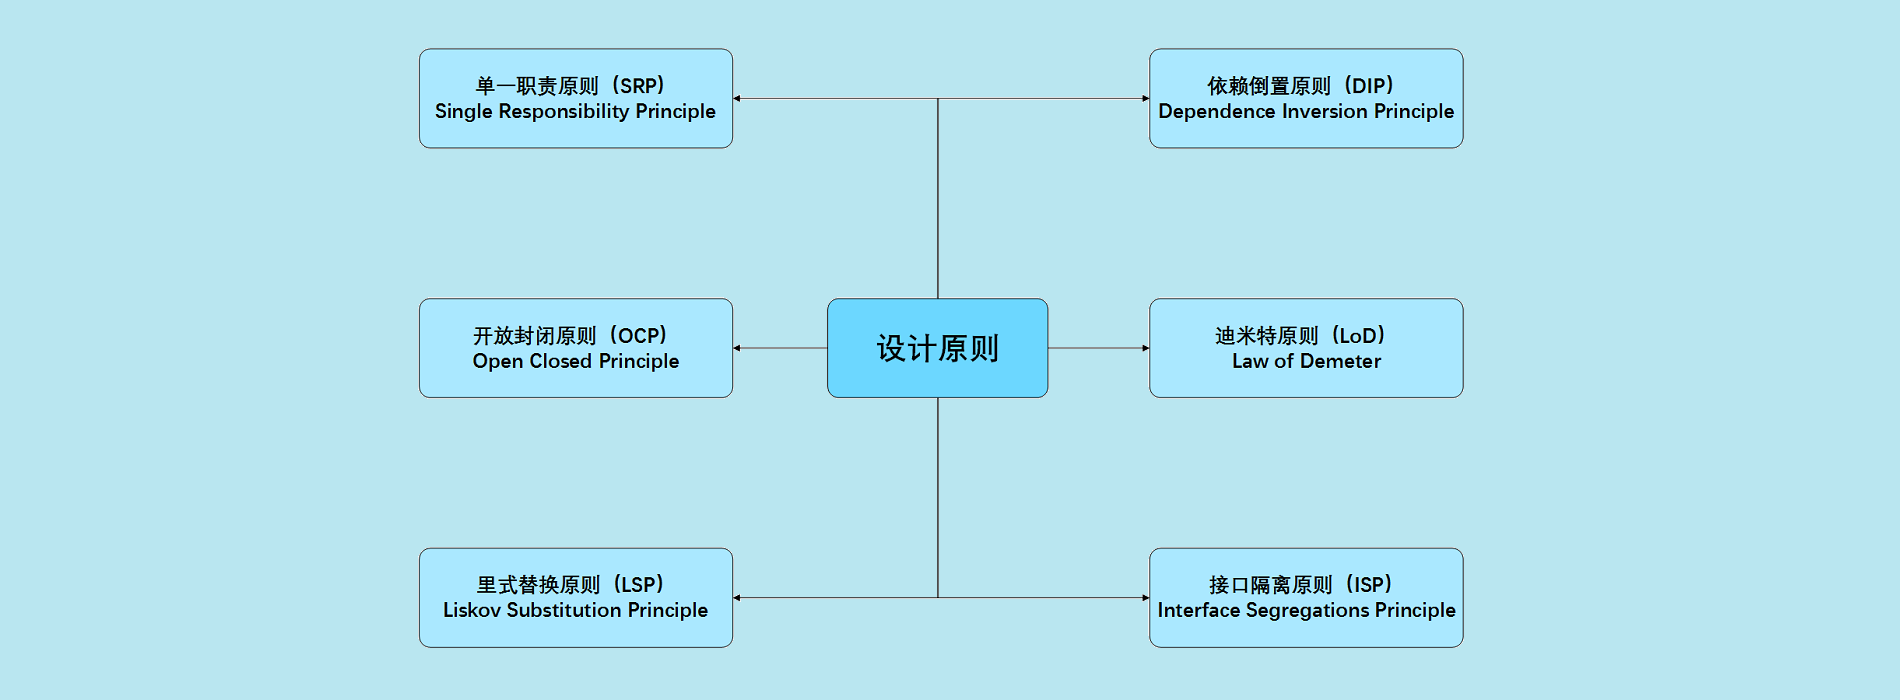 单一职责原则（SRP）
Single Responsibility Principle
依赖倒置原则（DIP）
Dependence Inversion Principle
开放封闭原则（OCP）
Open Closed Principle
设计原则
迪米特原则（LoD）
Law of Demeter
里式替换原则（LSP）
Liskov Substitution Principle
接口隔离原则（ISP）
Interface Segregations Principle